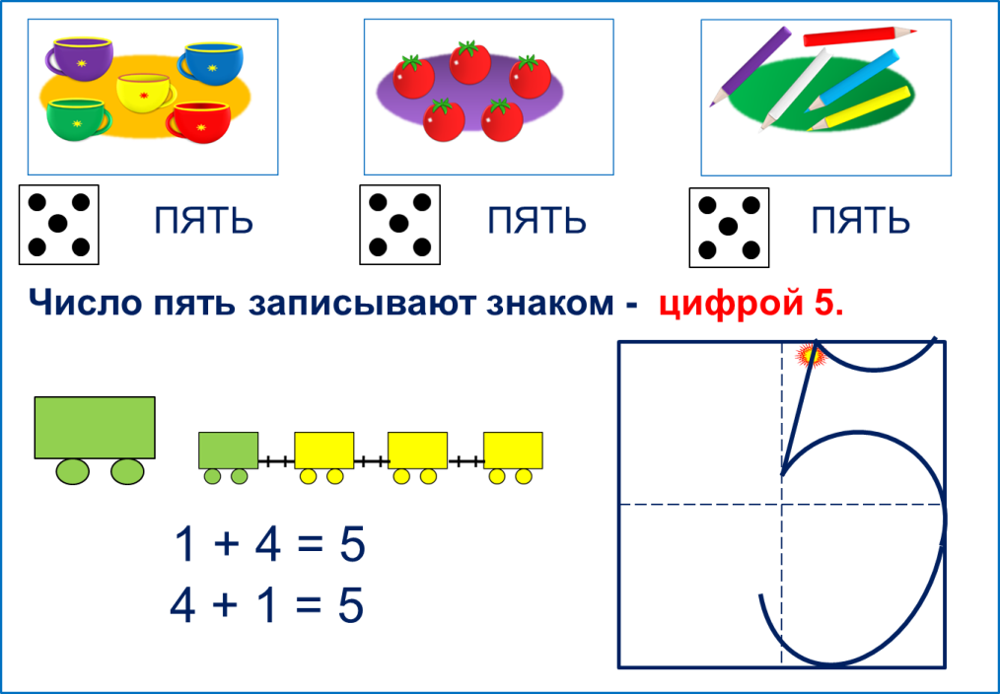 ПЯТЬ ПЯТЬ ПЯТЬ
Число пять записывают знаком - цифрой 5.
1 + 4 = 5
4 + 1 = 5
5